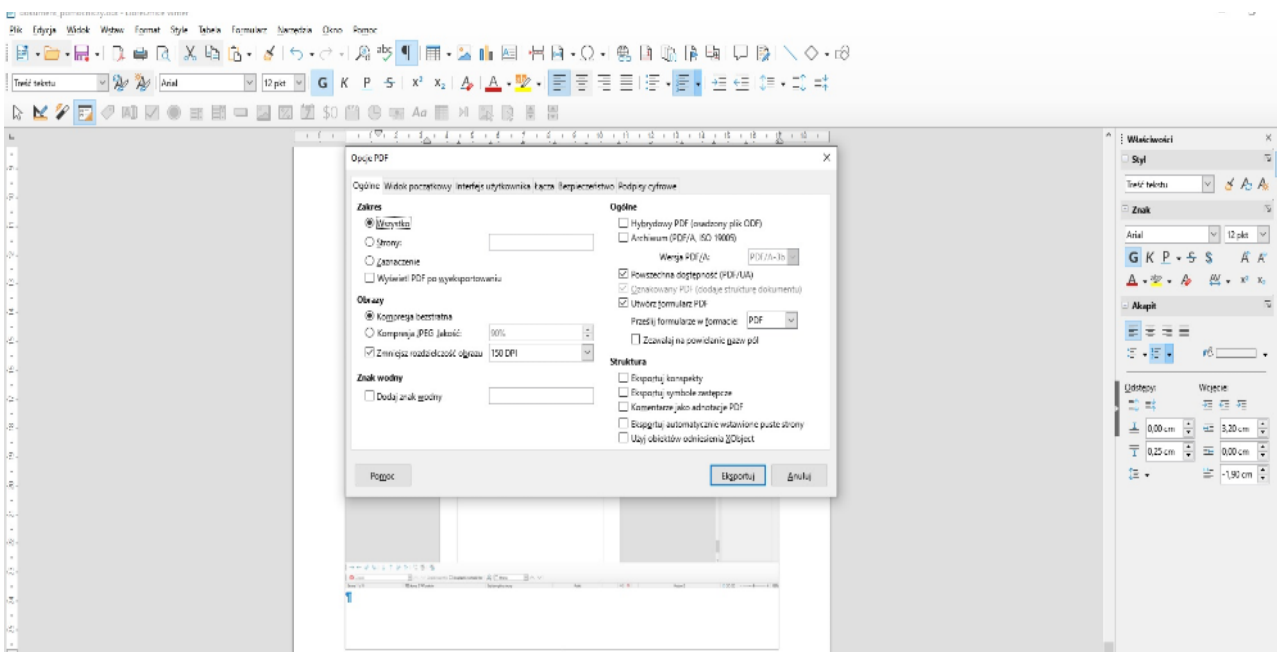 Plik Edycja Widok Wstaw Format Style Tabela Formularz Narzędzia Okno Pomoc
Treść tekstu Arial 12 pkt G K P S x² x₂ A A
$0 Aa
Właściwości
Styl
Treść tekstu
Znak
Arial 12 pkt
G K P S S A A
Akapit
Odstępy: Wcięcie:
0,00 cm 3,20 cm
0,25 cm 0,00 cm
-1,90 cm
Opcje PDF
Ogólne Widok początkowy Interfejs użytkownika Łącza Bezpieczeństwo Podpisy cyfrowe
Zakres
Wszystko
Strony:
Zaznaczenie
Wyświetl PDF po wyeksportowaniu
Obrazy
Kompresja bezstratna
Kompresja JPEG Jakość: 90%
Zmniejsz rozdzielczość obrazu 150 DPI
Znak wodny
Dodaj znak wodny
Ogólne
Hybrydowy PDF (osadzony plik ODF)
Archiwum (PDF/A, ISO 19005)
Wersja PDF/A: PDF/A-3b
Powszechna dostępność (PDF/UA)
Oznakowany PDF (dodaje strukturę dokumentu)
Utwórz formularz PDF
Prześlij formularze w formacie: PDF
Zezwalaj na powielanie nazw pól
Struktura
Eksportuj konspekty
Eksportuj symbole zastępcze
Komentarze jako adnotacje PDF
Eksportuj automatycznie wstawione puste strony
Użyj obiektów odniesienia XObject
Pomoc Eksportuj Anuluj